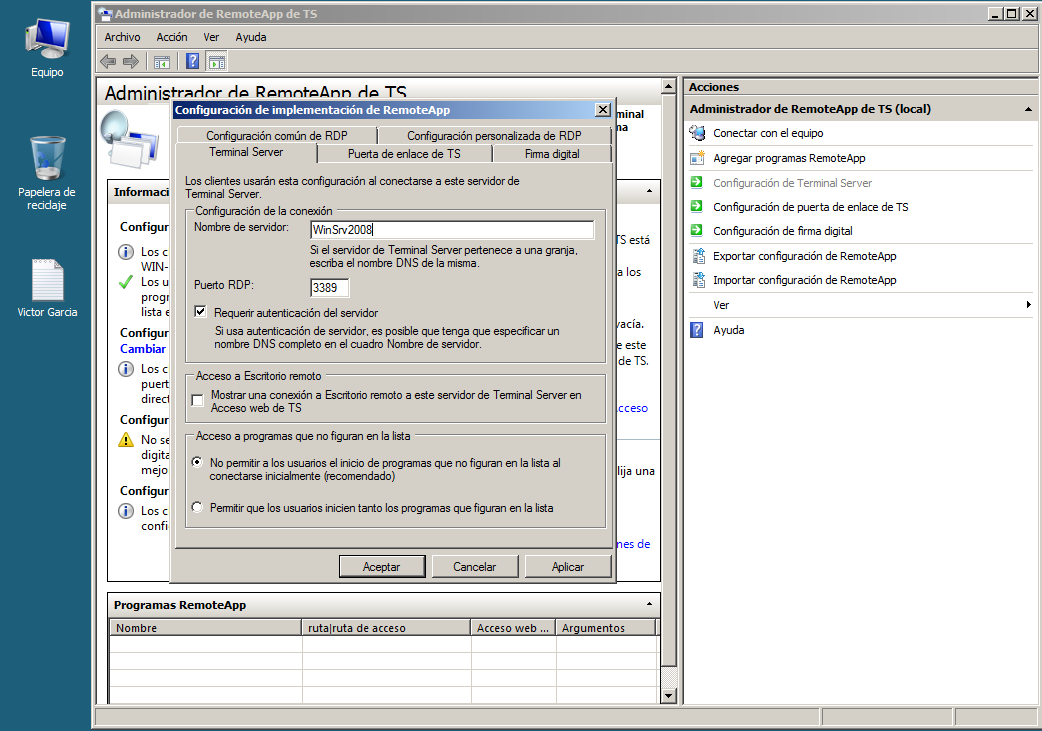 Equipo
Papelera de
reciclaje
Victor Garcia
Administrador de RemoteApp de TS
Archivo Acción Ver Ayuda
Administrador de RemoteApp de TS
Configuración de implementación de RemoteApp
Configuración común de RDP Configuración personalizada de RDP
Terminal Server Puerta de enlace de TS Firma digital
Los clientes usarán esta configuración al conectarse a este servidor de
Terminal Server.
Configuración de la conexión
Nombre de servidor: WinSrv2008
Si el servidor de Terminal Server pertenece a una granja,
escriba el nombre DNS de la misma.
Puerto RDP: 3389
Requerir autenticación del servidor
Si usa autenticación de servidor, es posible que tenga que especificar un
nombre DNS completo en el cuadro Nombre de servidor.
Acceso a Escritorio remoto
Mostrar una conexión a Escritorio remoto a este servidor de Terminal Server en
Acceso web de TS
Acceso a programas que no figuran en la lista
No permitir a los usuarios el inicio de programas que no figuran en la lista al
conectarse inicialmente (recomendado)
Permitir que los usuarios inicien tanto los programas que figuran en la lista
Aceptar Cancelar Aplicar
Informaci
Configur
Los c
WIN-
Los u
progr
lista e
Configur
Cambiar
Los cl
puert
direct
Configur
No se
digita
mejo
Configur
Los c
confi
minal
ma
TS está
a los
vacía.
e este
de TS.
cceso
lija una
nes de
Programas RemoteApp
Nombre ruta|ruta de acceso Acceso web ... Argumentos
Acciones
Administrador de RemoteApp de TS (local)
Conectar con el equipo
Agregar programas RemoteApp
Configuración de Terminal Server
Configuración de puerta de enlace de TS
Configuración de firma digital
Exportar configuración de RemoteApp
Importar configuración de RemoteApp
Ver
Ayuda